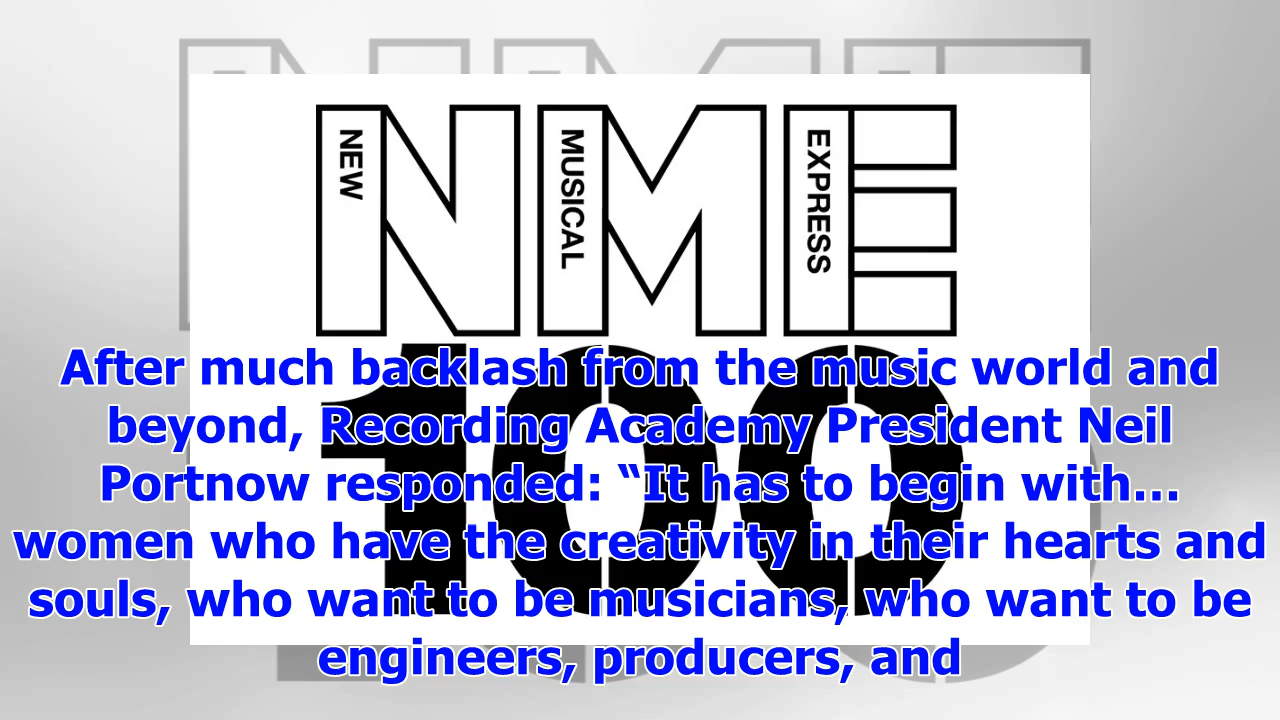 NME
NEW
MUSICAL
EXPRESS
100
After much backlash from the music world and
beyond, Recording Academy President Neil
Portnow responded: “It has to begin with…
women who have the creativity in their hearts and
souls, who want to be musicians, who want to be
engineers, producers, and